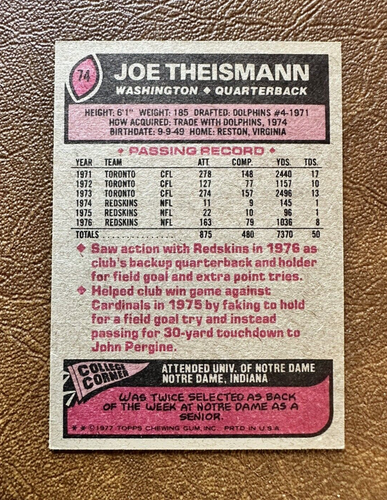 74
JOE THEISMANN
WASHINGTON ◆ QUARTERBACK
HEIGHT: 6'1" WEIGHT: 185 DRAFTED: DOLPHINS #4-1971
HOW ACQUIRED: TRADE WITH DOLPHINS, 1974
BIRTHDATE: 9-9-49 HOME: RESTON, VIRGINIA
◆ PASSING RECORD ◆
YEAR TEAM ATT. COMP. YDS. TDS.
1971 TORONTO CFL 278 148 2440 17
1972 TORONTO CFL 127 77 1157 10
1973 TORONTO CFL 274 157 2496 13
1974 REDSKINS NFL 11 9 145 1
1975 REDSKINS NFL 22 10 96 1
1976 REDSKINS NFL 163 79 1036 8
TOTALS 875 480 7370 50
◆ Saw action with Redskins in 1976 as
club's backup quarterback and holder
for field goal and extra point tries.
◆ Helped club win game against
Cardinals in 1975 by faking to hold
for a field goal try and instead
passing for 30-yard touchdown to
John Pergine.
COLLEGE
CORNER
ATTENDED UNIV. OF NOTRE DAME
NOTRE DAME, INDIANA
WAS TWICE SELECTED AS BACK
OF THE WEEK AT NOTRE DAME AS A
SENIOR.
★ ★ © 1977 TOPPS CHEWING GUM, INC. PRTD IN U.S.A.